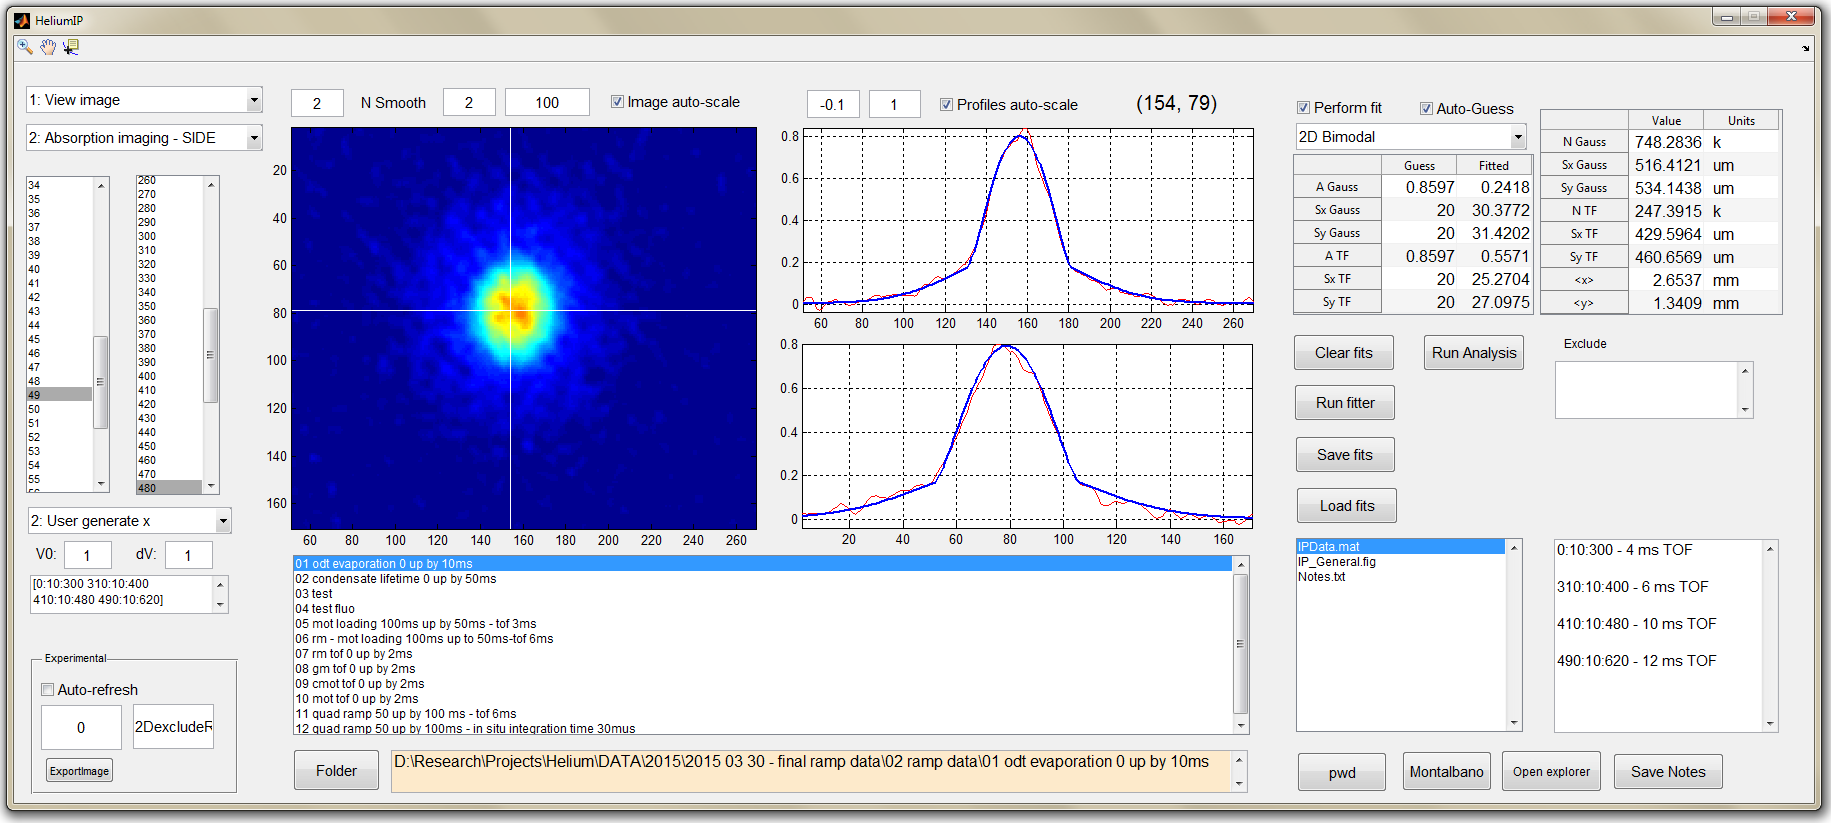 HeliumIP
1: View image
2: Absorption imaging - SIDE
34
35
36
37
38
39
40
41
42
43
44
45
46
47
48
49
50
51
52
53
54
55
260
270
280
290
300
310
320
330
340
350
360
370
380
390
400
410
420
430
440
450
460
470
480
2: User generate x
V0: 1 dV: 1
[0:10:300 310:10:400
410:10:480 490:10:620]
Experimental
Auto-refresh
0 2DexcludeR
ExportImage
2 N Smooth 2 100 Image auto-scale
20
40
60
80
100
120
140
160
60 80 100 120 140 160 180 200 220 240 260
-0.1 1 Profiles auto-scale (154, 79)
0.8
0.6
0.4
0.2
0
60 80 100 120 140 160 180 200 220 240 260
0.8
0.6
0.4
0.2
0
20 40 60 80 100 120 140 160
01 odt evaporation 0 up by 10ms
02 condensate lifetime 0 up by 50ms
03 test
04 test fluo
05 mot loading 100ms up by 50ms - tof 3ms
06 rm - mot loading 100ms up to 50ms-tof 6ms
07 rm tof 0 up by 2ms
08 gm tof 0 up by 2ms
09 cmot tof 0 up by 2ms
10 mot tof 0 up by 2ms
11 quad ramp 50 up by 100 ms - tof 6ms
12 quad ramp 50 up by 100ms - in situ integration time 30mus
Folder
D:\Research\Projects\Helium\DATA\2015\2015 03 30 - final ramp data\02 ramp data\01 odt evaporation 0 up by 10ms
Perform fit Auto-Guess
2D Bimodal
Guess Fitted
A Gauss 0.8597 0.2418
Sx Gauss 20 30.3772
Sy Gauss 20 31.4202
A TF 0.8597 0.5571
Sx TF 20 25.2704
Sy TF 20 27.0975
Value Units
N Gauss 748.2836 k
Sx Gauss 516.4121 um
Sy Gauss 534.1438 um
N TF 247.3915 k
Sx TF 429.5964 um
Sy TF 460.6569 um
<x> 2.6537 mm
<y> 1.3409 mm
Clear fits Run Analysis
Exclude
Run fitter
Save fits
Load fits
IPData.mat
IP_General.fig
Notes.txt
0:10:300 - 4 ms TOF
310:10:400 - 6 ms TOF
410:10:480 - 10 ms TOF
490:10:620 - 12 ms TOF
pwd Montalbano Open explorer Save Notes